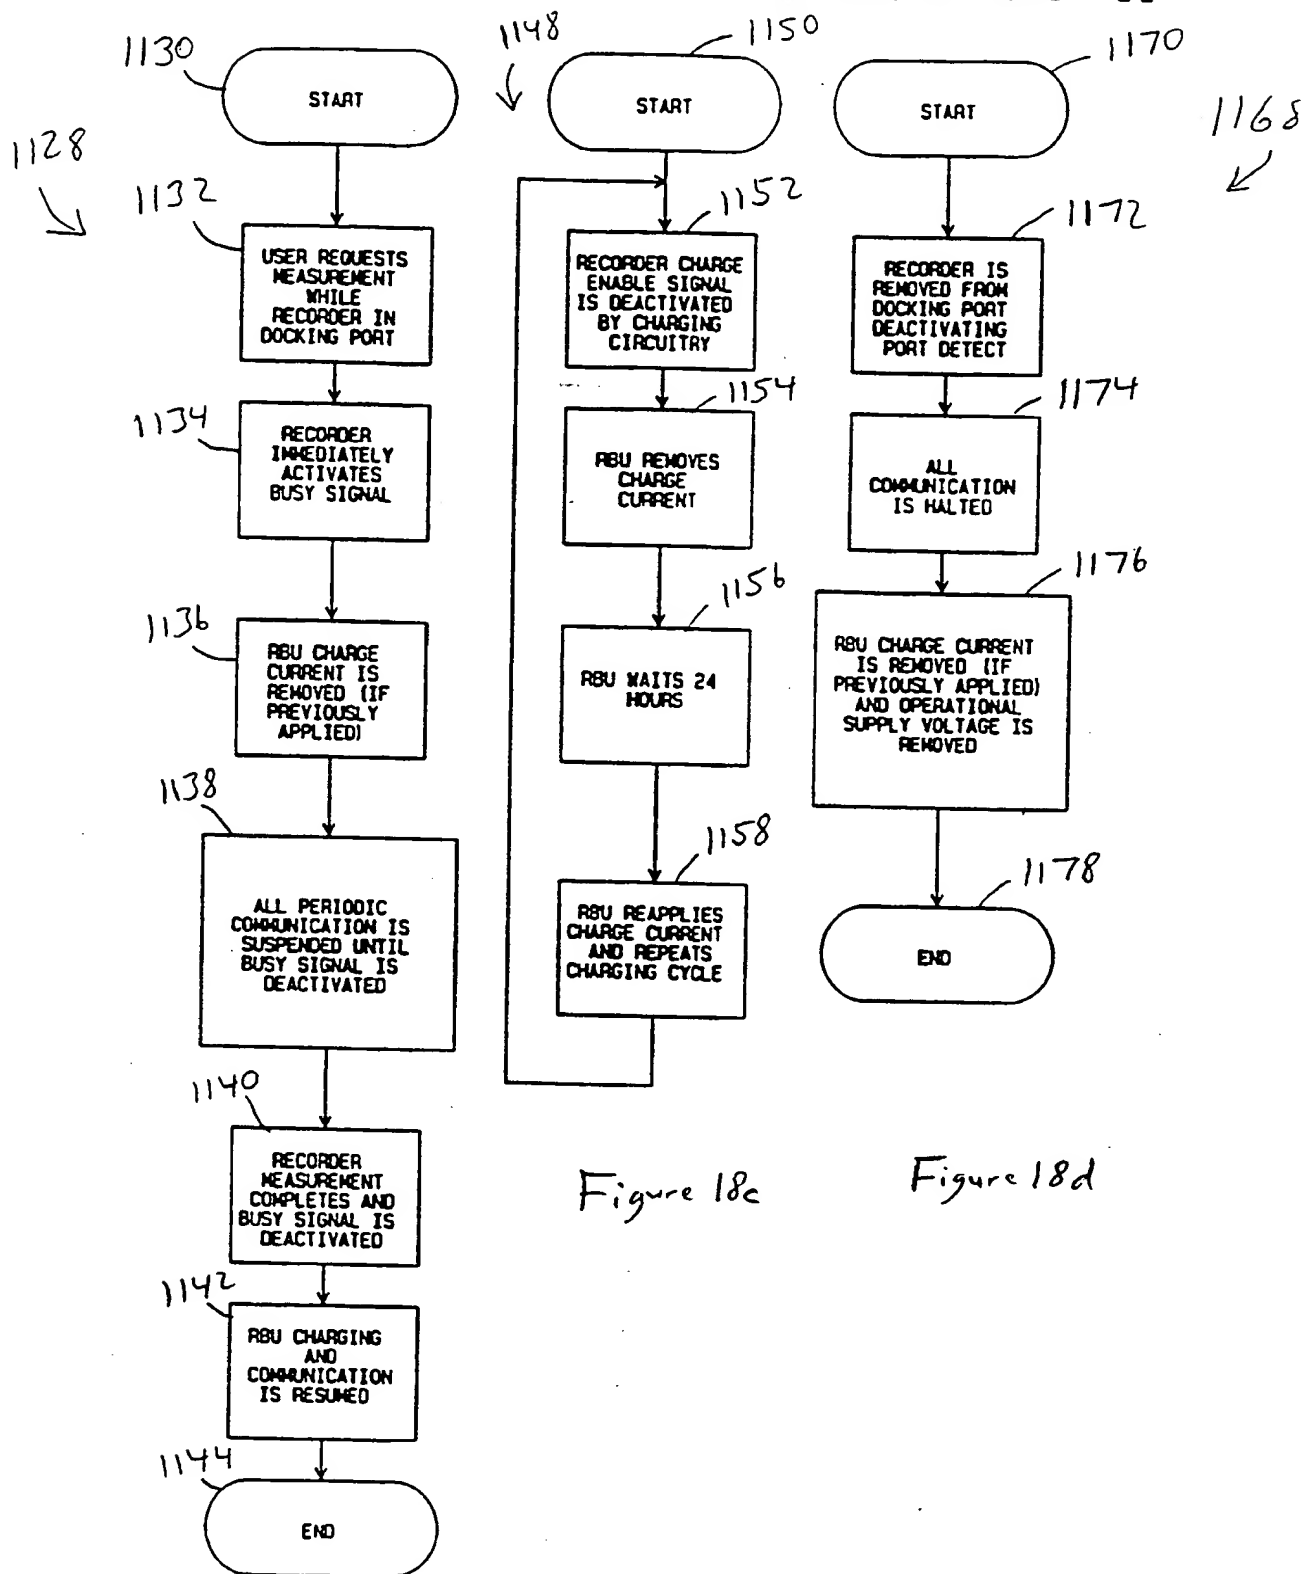 1130
START
1128
1132
USER REQUESTS
MEASUREMENT
WHILE
RECORDER IN
DOCKING PORT
1134
RECORDER
IMMEDIATELY
ACTIVATES
BUSY SIGNAL
1136
RBU CHARGE
CURRENT IS
REMOVED (IF
PREVIOUSLY
APPLIED)
1138
ALL PERIODIC
COMMUNICATION IS
SUSPENDED UNTIL
BUSY SIGNAL IS
DEACTIVATED
1140
RECORDER
MEASUREMENT
COMPLETES AND
BUSY SIGNAL IS
DEACTIVATED
1142
RBU CHARGING
AND
COMMUNICATION
IS RESUMED
1144
END
1148
1150
START
1152
RECORDER CHARGE
ENABLE SIGNAL
IS DEACTIVATED
BY CHARGING
CIRCUITRY
1154
RBU REMOVES
CHARGE
CURRENT
1156
RBU WAITS 24
HOURS
1158
RBU REAPPLIES
CHARGE CURRENT
AND REPEATS
CHARGING CYCLE
Figure 18c
1170
START
1168
1172
RECORDER IS
REMOVED FROM
DOCKING PORT
DEACTIVATING
PORT DETECT
1174
ALL
COMMUNICATION
IS HALTED
1176
RBU CHARGE CURRENT
IS REMOVED (IF
PREVIOUSLY APPLIED)
AND OPERATIONAL
SUPPLY VOLTAGE IS
REMOVED
1178
END
Figure 18d